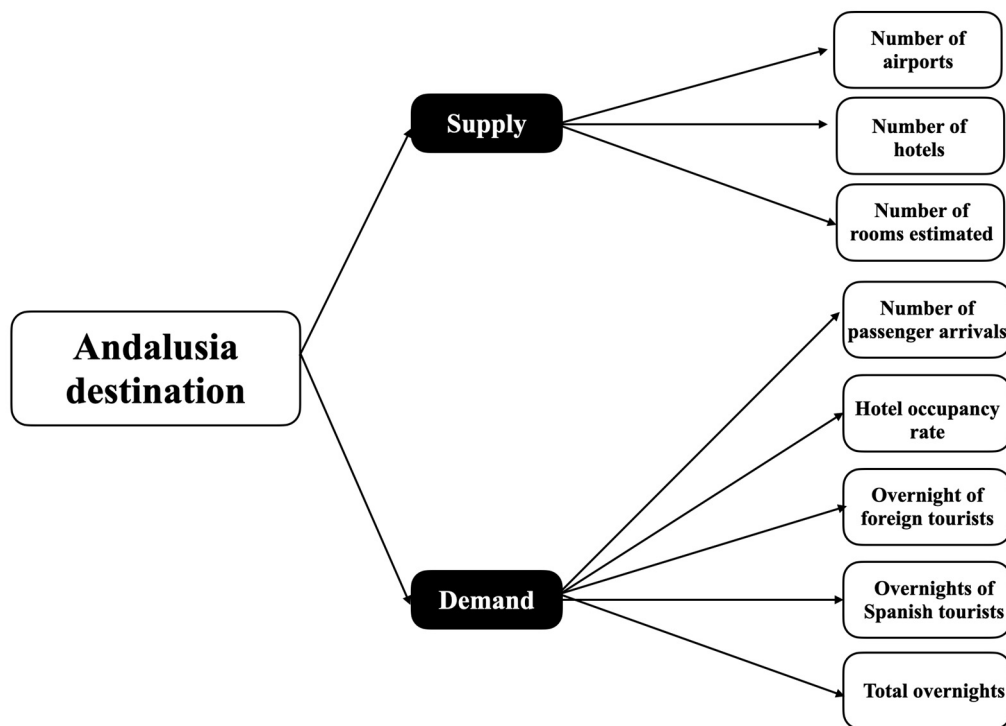 Andalusia
destination
Supply
Number of
airports
Number of
hotels
Number of
rooms estimated
Demand
Number of
passenger arrivals
Hotel occupancy
rate
Overnight of
foreign tourists
Overnights of
Spanish tourists
Total overnights